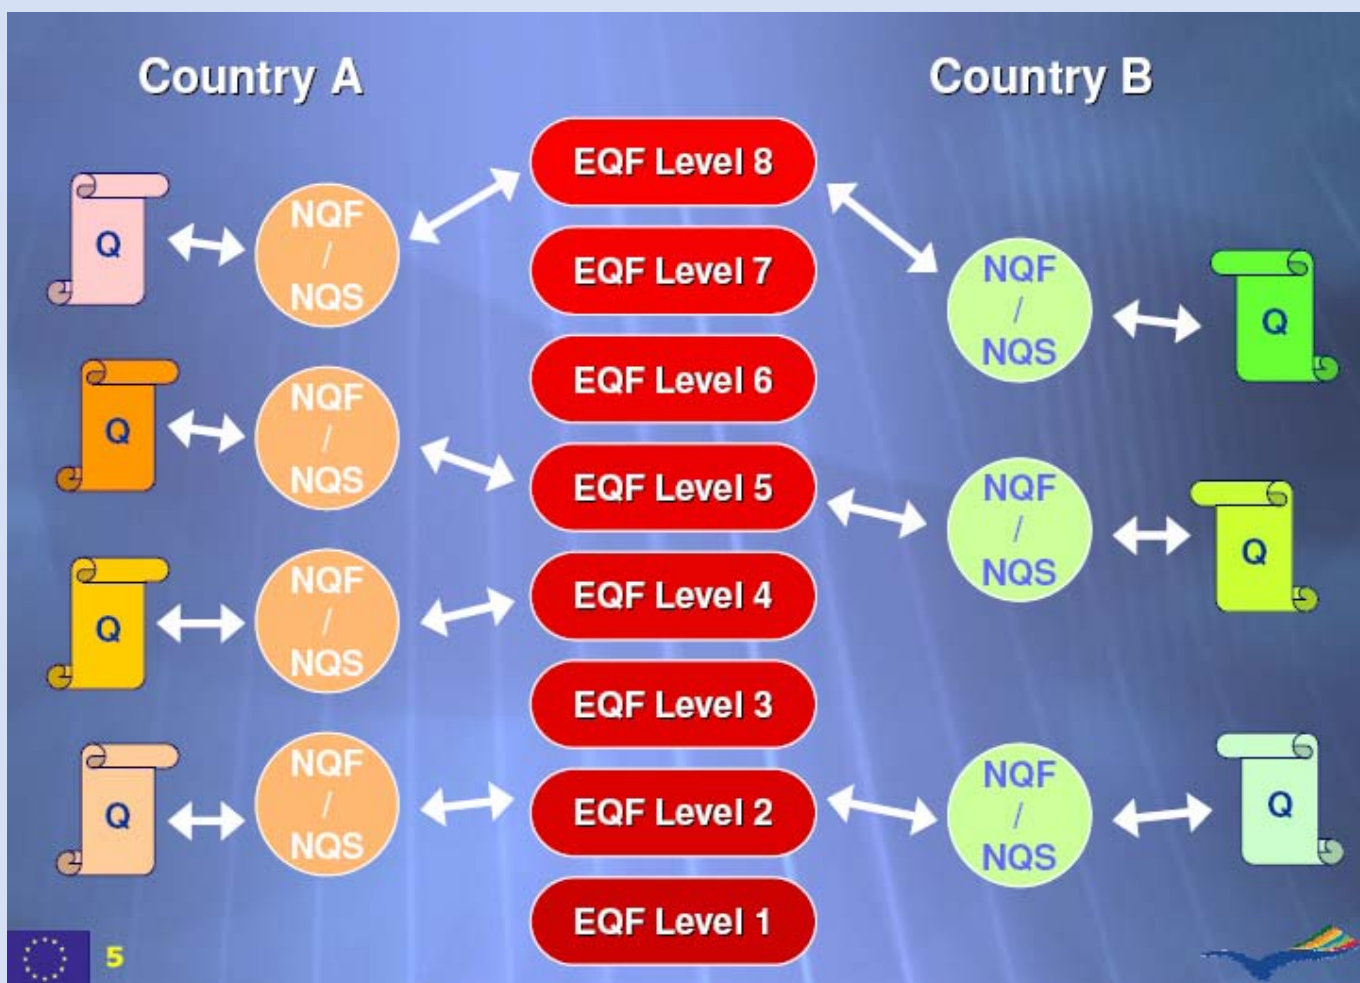 Country A
Country B
EQF Level 8
EQF Level 7
EQF Level 6
EQF Level 5
EQF Level 4
EQF Level 3
EQF Level 2
EQF Level 1
Q
NQF
/
NQS
Q
NQF
/
NQS
Q
NQF
/
NQS
Q
NQF
/
NQS
NQF
/
NQS
Q
NQF
/
NQS
Q
NQF
/
NQS
Q
5